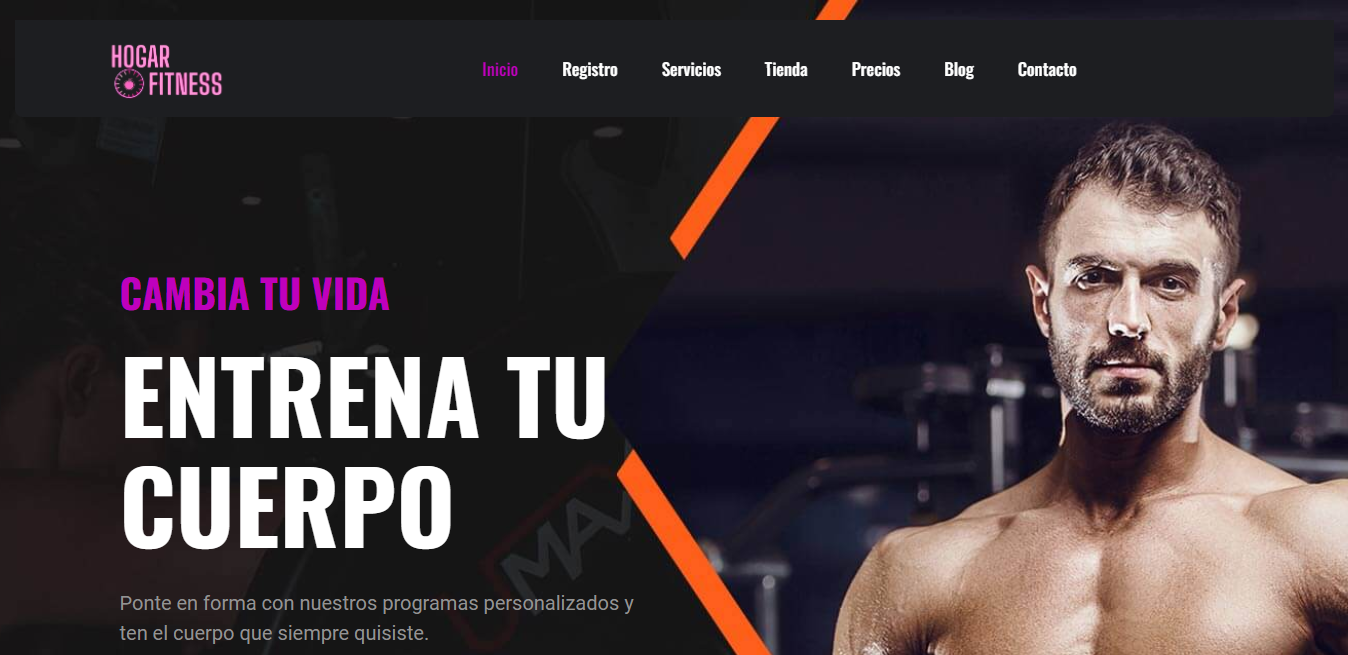 HOGAR
FITNESS
Inicio Registro Servicios Tienda Precios Blog Contacto
CAMBIA TU VIDA
ENTRENA TU
CUERPO
Ponte en forma con nuestros programas personalizados y
ten el cuerpo que siempre quisiste.